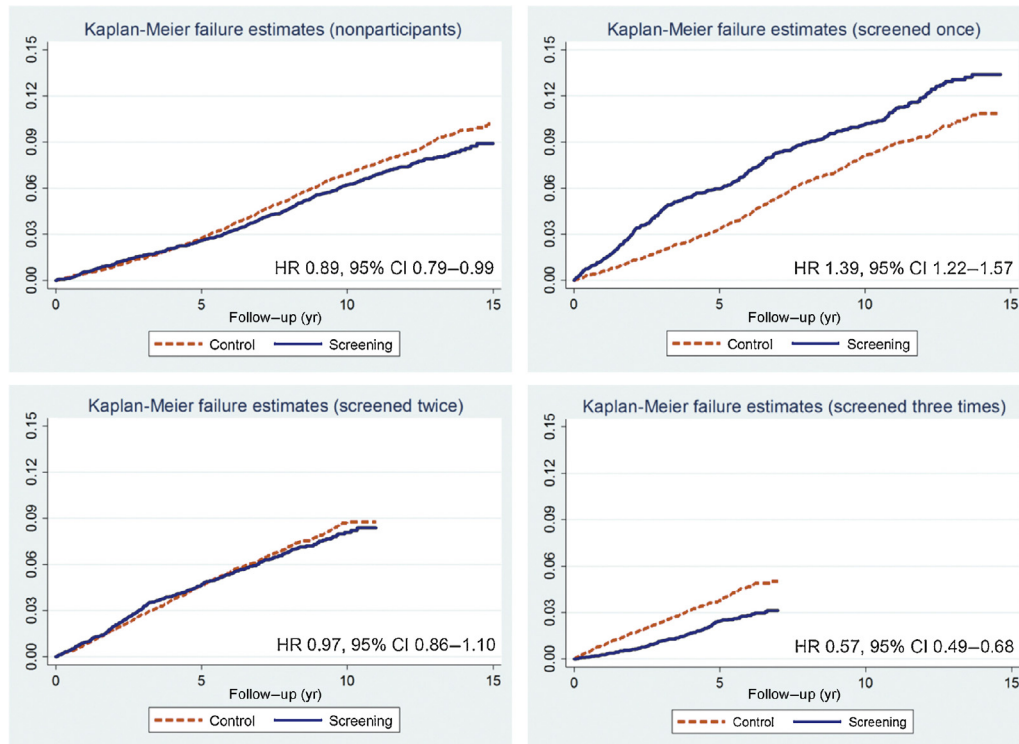 Kaplan-Meier failure estimates (nonparticipants)
0.15
0.12
0.09
0.06
0.03
0.00
HR 0.89, 95% CI 0.79–0.99
0 5 10 15
Follow–up (yr)
Control Screening
Kaplan-Meier failure estimates (screened once)
0.15
0.12
0.09
0.06
0.03
0.00
HR 1.39, 95% CI 1.22–1.57
0 5 10 15
Follow–up (yr)
Control Screening
Kaplan-Meier failure estimates (screened twice)
0.15
0.12
0.09
0.06
0.03
0.00
HR 0.97, 95% CI 0.86–1.10
0 5 10 15
Follow–up (yr)
Control Screening
Kaplan-Meier failure estimates (screened three times)
0.15
0.12
0.09
0.06
0.03
0.00
HR 0.57, 95% CI 0.49–0.68
0 5 10 15
Follow–up (yr)
Control Screening